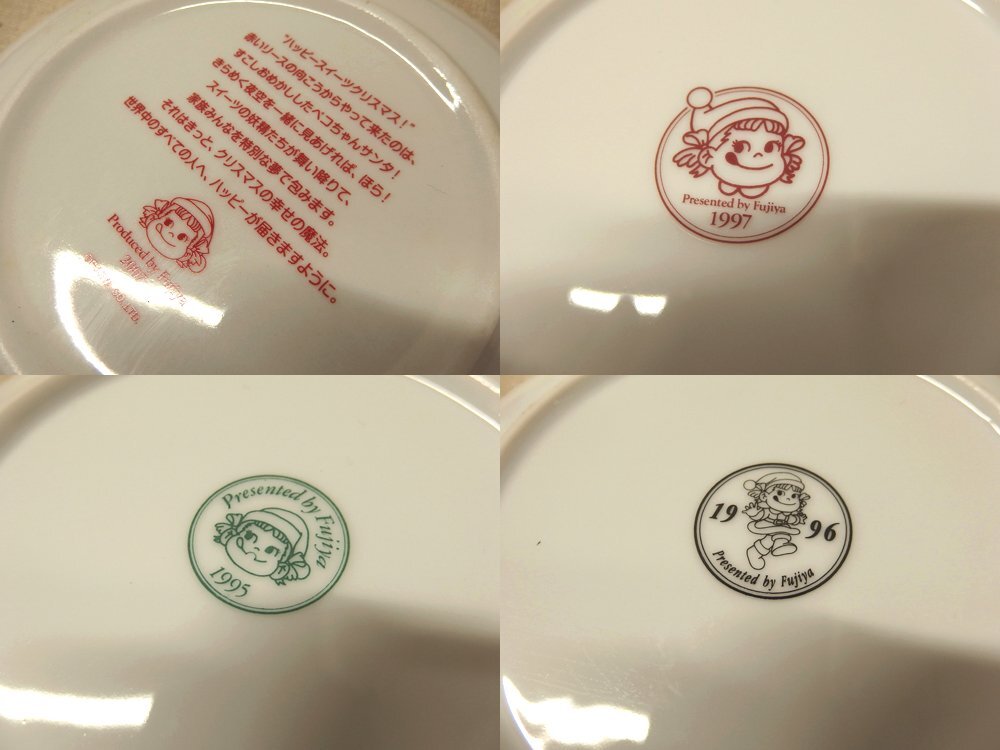 "ハッピースイーツクリスマス！"
赤いリースの向こうからやって来たのは、
すこしおめかししたペコちゃんサンタ！
きらめく夜空を一緒に見あげれば、ほら！
スイーツの妖精たちが舞い降りて、
家族みんなを特別な夢で包みます。
それはきっと、クリスマスの幸せの魔法。
世界中のすべての人へ、ハッピーが届きますように。
Produced by Fujiya
CO.,LTD.
Presented by Fujiya
1997
Presented by Fujiya
1995
19 96
Presented by Fujiya